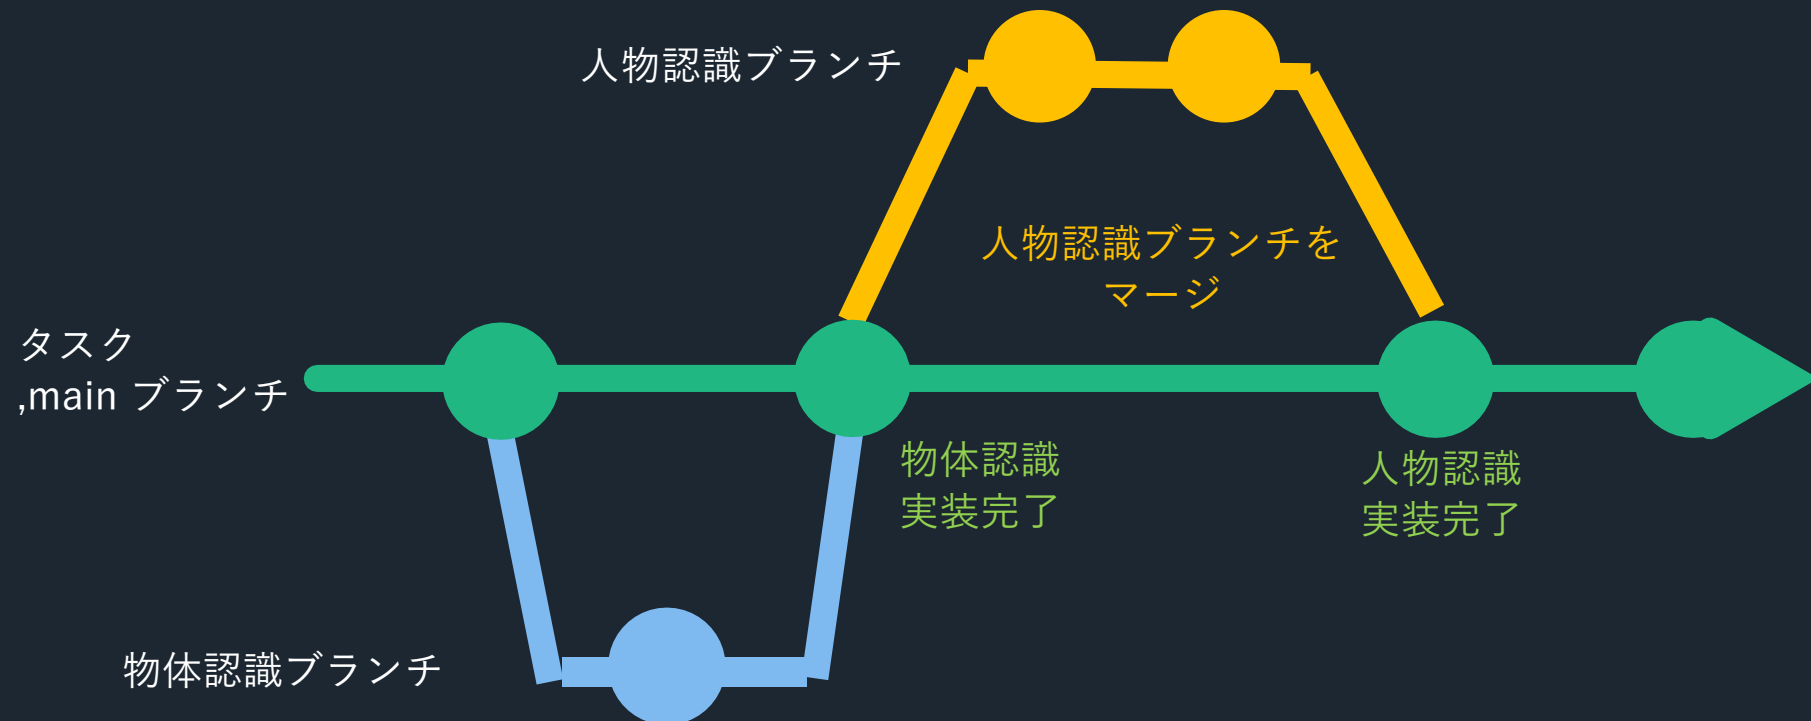 人物認識ブランチ
人物認識ブランチを
マージ
タスク
,main ブランチ
物体認識
実装完了
人物認識
実装完了
物体認識ブランチ